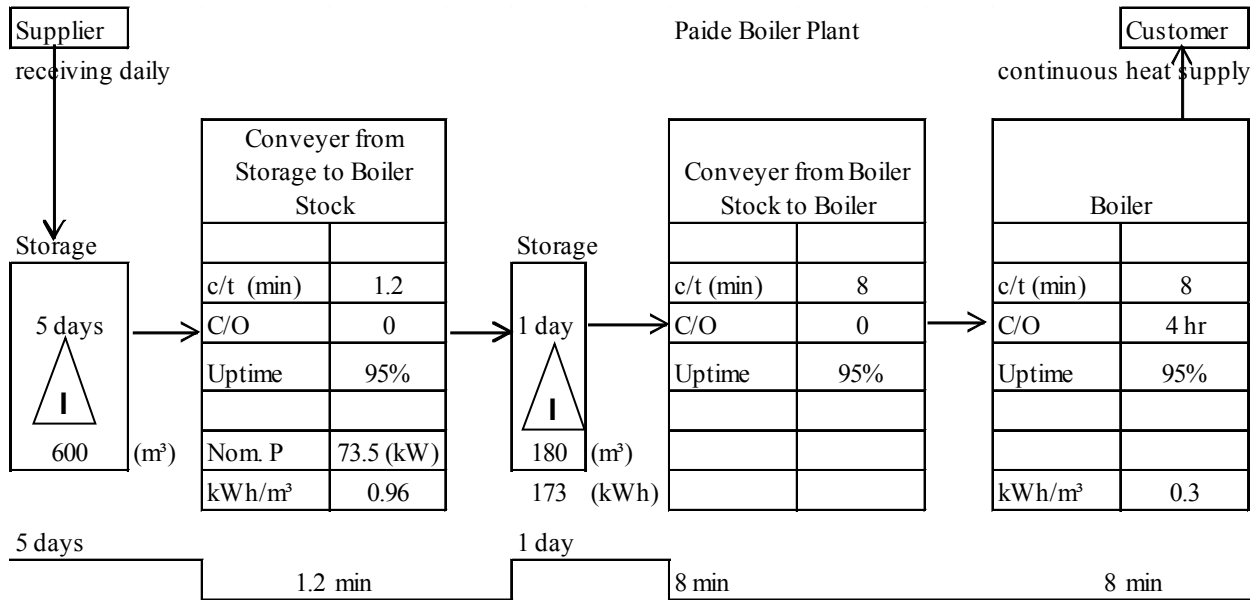 Supplier
Paide Boiler Plant
Customer
receiving daily
continuous heat supply
Conveyer from
Storage to Boiler
Stock
Conveyer from Boiler
Stock to Boiler
Boiler
Storage
Storage
c/t (min) 1.2
c/t (min) 8
c/t (min) 8
5 days
C/O 0
1 day
C/O 0
C/O 4 hr
Uptime 95%
Uptime 95%
Uptime 95%
I
I
600 (m³)
Nom. P 73.5 (kW)
180 (m³)
kWh/m³ 0.96
173 (kWh)
kWh/m³ 0.3
5 days
1 day
1.2 min
8 min
8 min